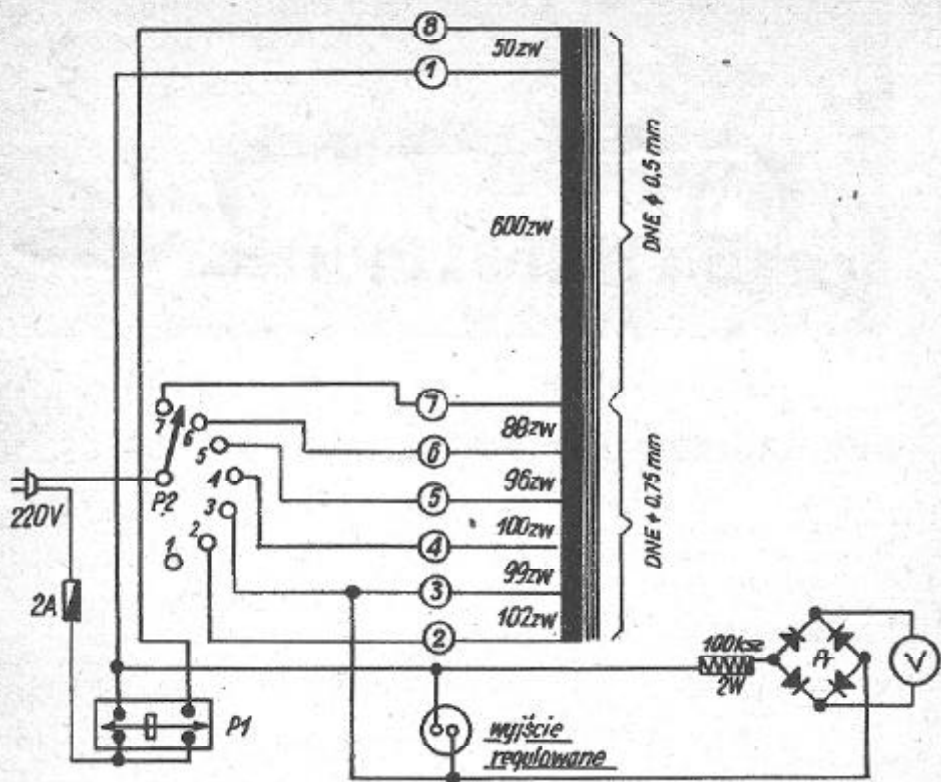 8
50zw
1
DNE ϕ 0,5 mm
600zw
7
7
88zw
6
6
5
96zw
5
4
P2
220V
100zw
3
4
DNE ϕ 0,75 mm
2
99zw
1
3
2A
102zw
2
100ksz
2W
Pr
V
P1
wyjście
regulowane